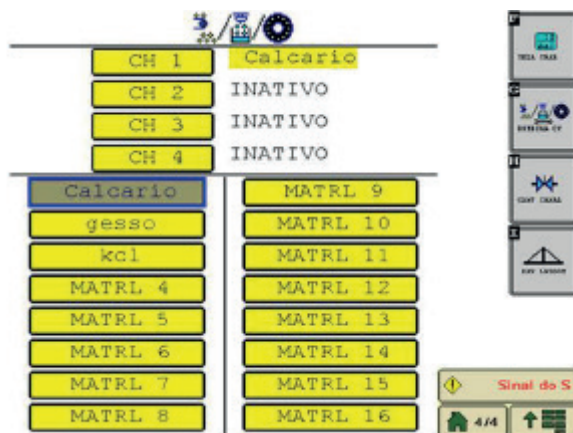 CH 1 Calcario
CH 2 INATIVO
CH 3 INATIVO
CH 4 INATIVO
Calcario
gesso
kcl
MATRL 4
MATRL 5
MATRL 6
MATRL 7
MATRL 8
MATRL 9
MATRL 10
MATRL 11
MATRL 12
MATRL 13
MATRL 14
MATRL 15
MATRL 16
F
G
H
I
Sinal do S
4/4